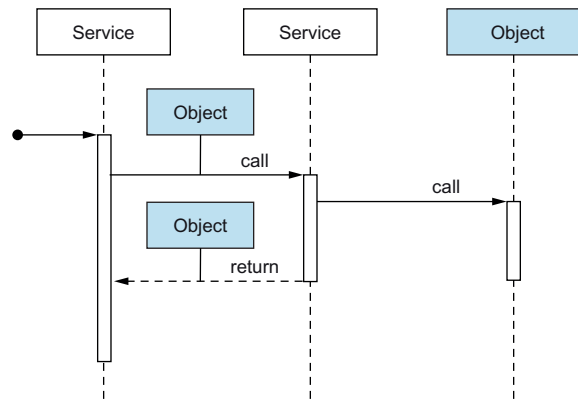 Service
Service
Object
Object
call
call
Object
return